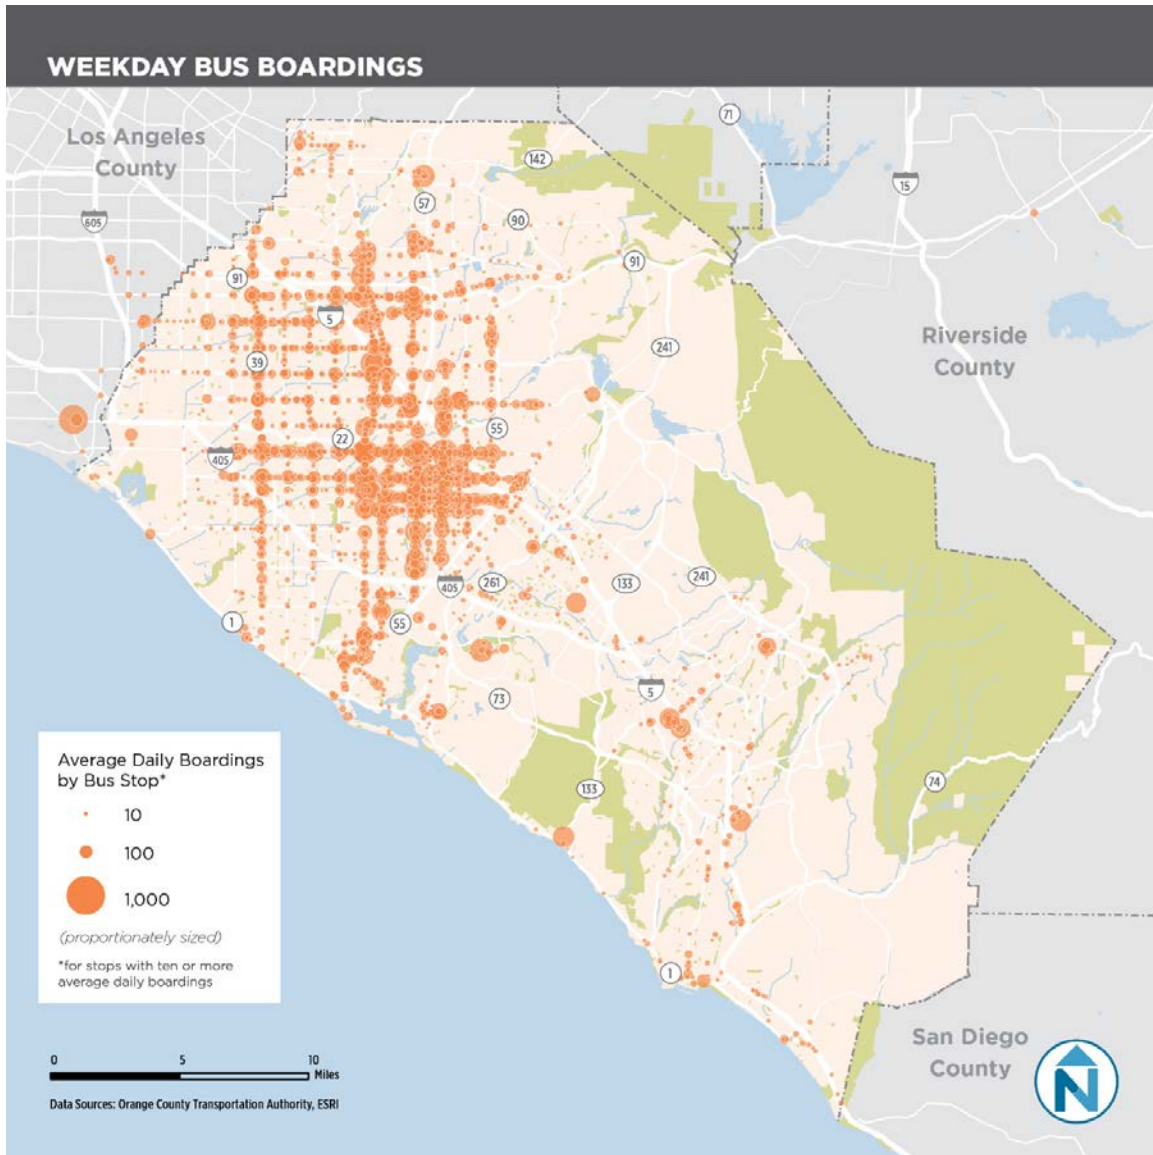 WEEKDAY BUS BOARDINGS
Los Angeles
County
71
142
15
605
57
90
91
91
5
Riverside
County
241
39
55
22
405
405
261
133
241
1
55
5
73
133
74
1
Average Daily Boardings
by Bus Stop*
10
100
1,000
(proportionately sized)
*for stops with ten or more
average daily boardings
San Diego
County
N
0 5 10
Miles
Data Sources: Orange County Transportation Authority, ESRI